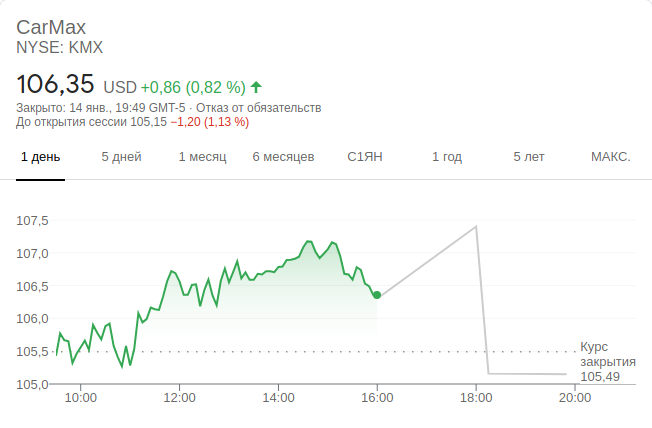 CarMax
NYSE: KMX
106,35 USD +0,86 (0,82 %)
Закрыто: 14 янв., 19:49 GMT-5 · Отказ от обязательств
До открытия сессии 105,15 −1,20 (1,13 %)
1 день 5 дней 1 месяц 6 месяцев С1ЯН 1 год 5 лет МАКС.
107,5
107,0
106,5
106,0
105,5
105,0
Курс
закрытия
105,49
10:00 12:00 14:00 16:00 18:00 20:00